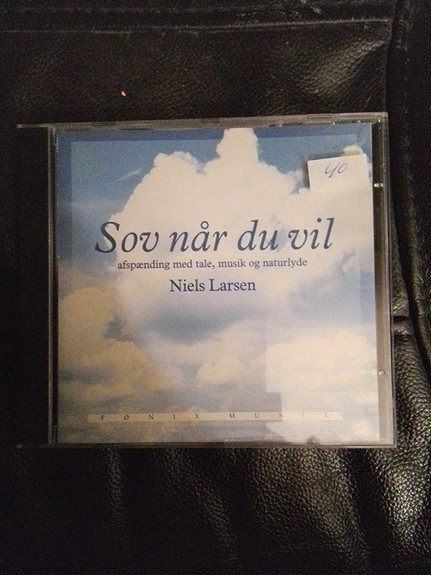 40
Sov når du vil
afspænding med tale, musik og naturlyde
Niels Larsen
FØNIX MUSIK